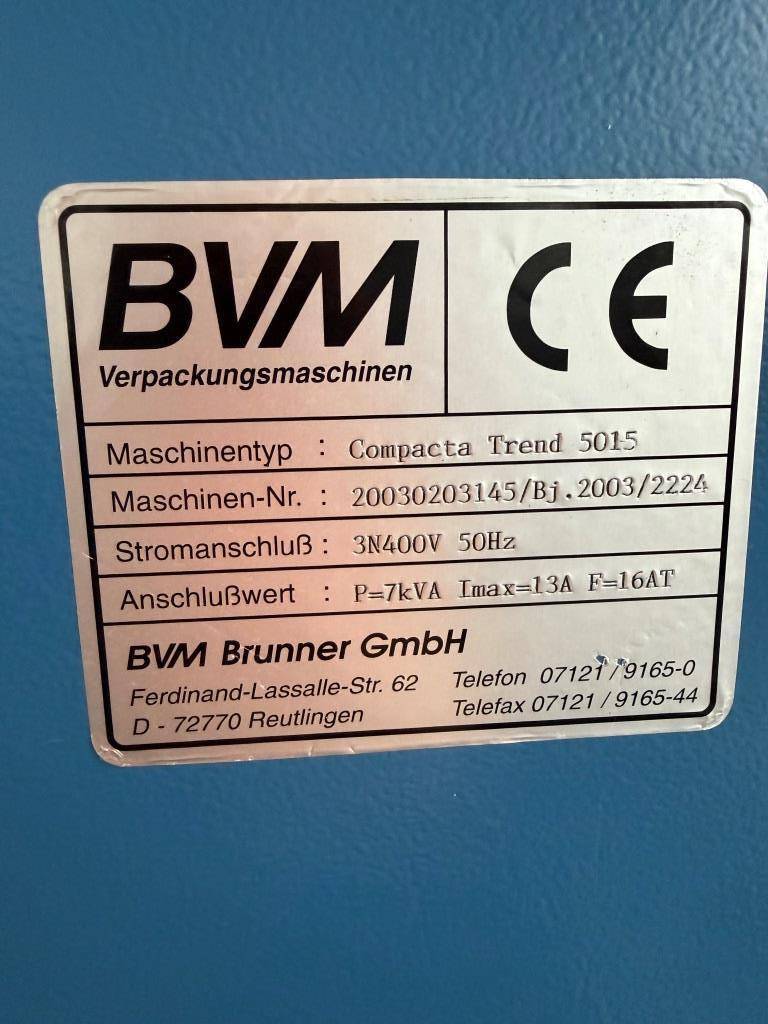 BVM
Verpackungsmaschinen
CE
Maschinentyp : Compacta Trend 5015
Maschinen-Nr. : 20030203145/Bj.2003/2224
Stromanschluß : 3N400V 50Hz
Anschlußwert : P=7kVA Imax=13A F=16AT
BVM Brunner GmbH
Ferdinand-Lassalle-Str. 62 Telefon 07121 / 9165-0
D - 72770 Reutlingen Telefax 07121 / 9165-44